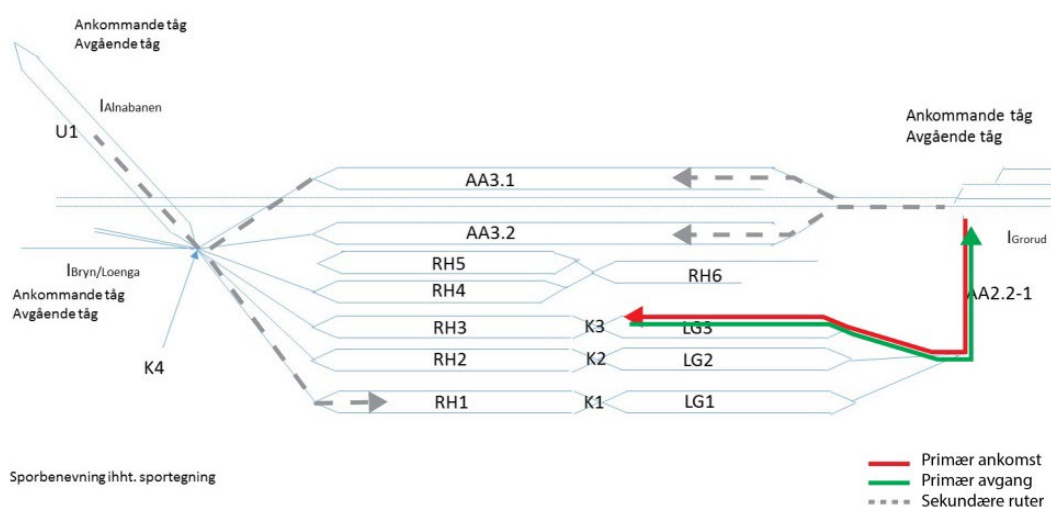 Ankommande tåg
Avgående tåg
IAlnabanen
U1
Ankommande tåg
Avgående tåg
AA3.1
AA3.2
IGrorud
IBryn/Loenga
RH5
RH6
Ankommande tåg
Avgående tåg
RH4
AA2.2-1
RH3
K3
LG3
K4
RH2
K2
LG2
RH1
K1
LG1
Sporbenevning ihht. sportegning
Primær ankomst
Primær avgang
Sekundære ruter